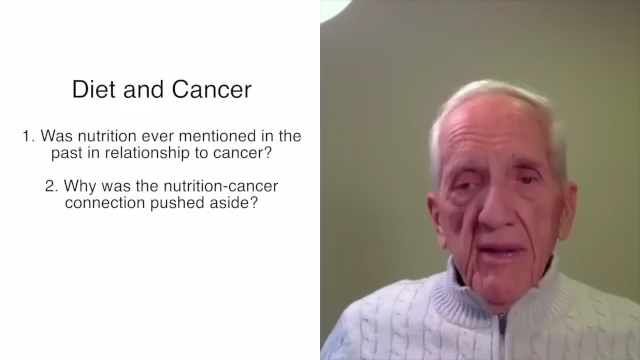 Diet and Cancer
1. Was nutrition ever mentioned in the
past in relationship to cancer?
2. Why was the nutrition-cancer
connection pushed aside?